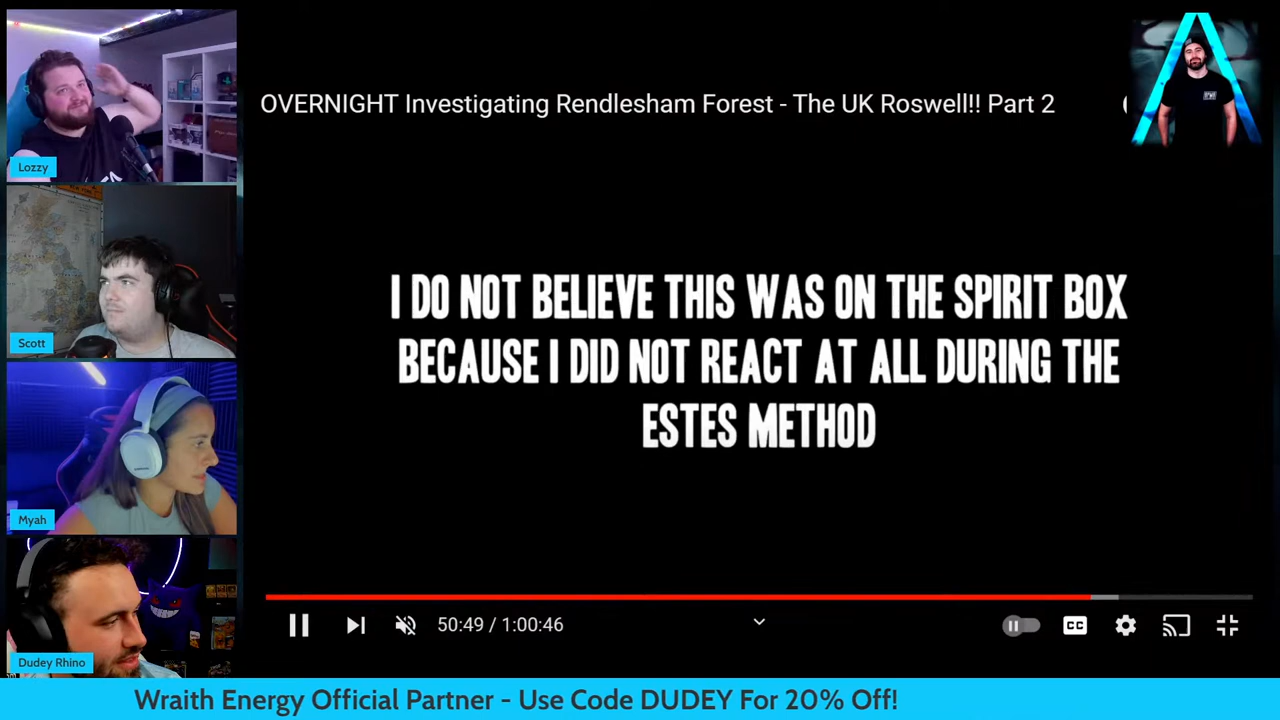 OVERNIGHT Investigating Rendlesham Forest - The UK Roswell!! Part 2
Lozzy
I DO NOT BELIEVE THIS WAS ON THE SPIRIT BOX
BECAUSE I DID NOT REACT AT ALL DURING THE
ESTES METHOD
Scott
Myah
Dudey Rhino
50:49 / 1:00:46
CC
Wraith Energy Official Partner - Use Code DUDEY For 20% Off!